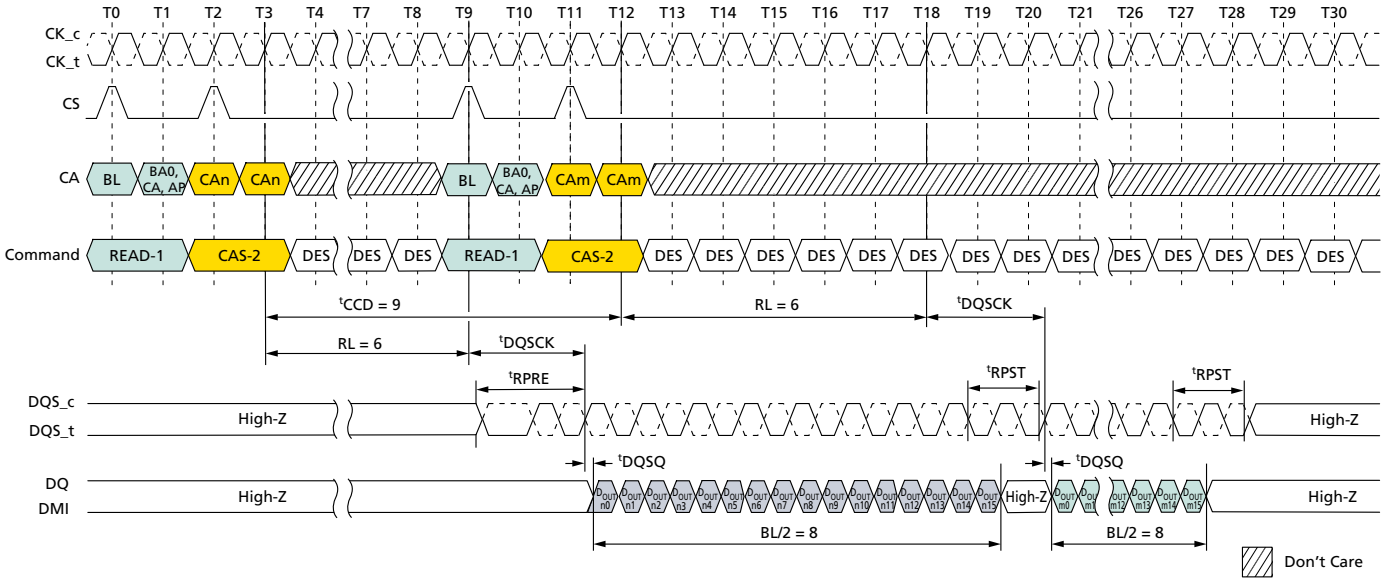 T0 T1 T2 T3 T4 T7 T8 T9 T10 T11 T12 T13 T14 T15 T16 T17 T18 T19 T20 T21 T26 T27 T28 T29 T30
CK_c
CK_t
CS
CA BL BA0, CA, AP CAn CAn BL BA0, CA, AP CAm CAm
Command READ-1 CAS-2 DES DES DES READ-1 CAS-2 DES DES DES DES DES DES DES DES DES DES DES DES DES DES
tCCD = 9 RL = 6 tDQSCK
RL = 6 tDQSCK
tRPRE tRPST tRPST
DQS_c
DQS_t
High-Z High-Z
tDQSQ tDQSQ
DQ
DMI
High-Z DOUT n0 DOUT n1 DOUT n2 DOUT n3 DOUT n4 DOUT n5 DOUT n6 DOUT n7 DOUT n8 DOUT n9 DOUT n10 DOUT n11 DOUT n12 DOUT n13 DOUT n14 DOUT n15 High-Z DOUT m0 DOUT m1 DOUT m12 DOUT m13 DOUT m14 DOUT m15 High-Z
BL/2 = 8 BL/2 = 8
Don't Care